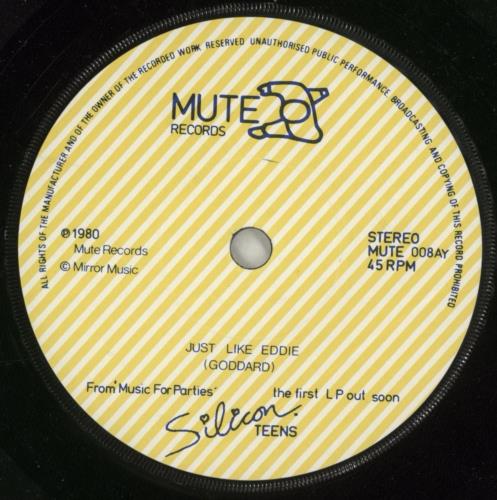 ALL RIGHTS OF THE MANUFACTURER AND OF THE OWNER OF THE RECORDED WORK RESERVED UNAUTHORISED PUBLIC PERFORMANCE BROADCASTING AND COPYING OF THIS RECORD PROHIBITED
MUTE
RECORDS
℗ 1980
Mute Records
© Mirror Music
STEREO
MUTE 008AY
45 RPM
JUST LIKE EDDIE
(GODDARD)
From 'Music For Parties' the first LP out soon
Silicon
TEENS